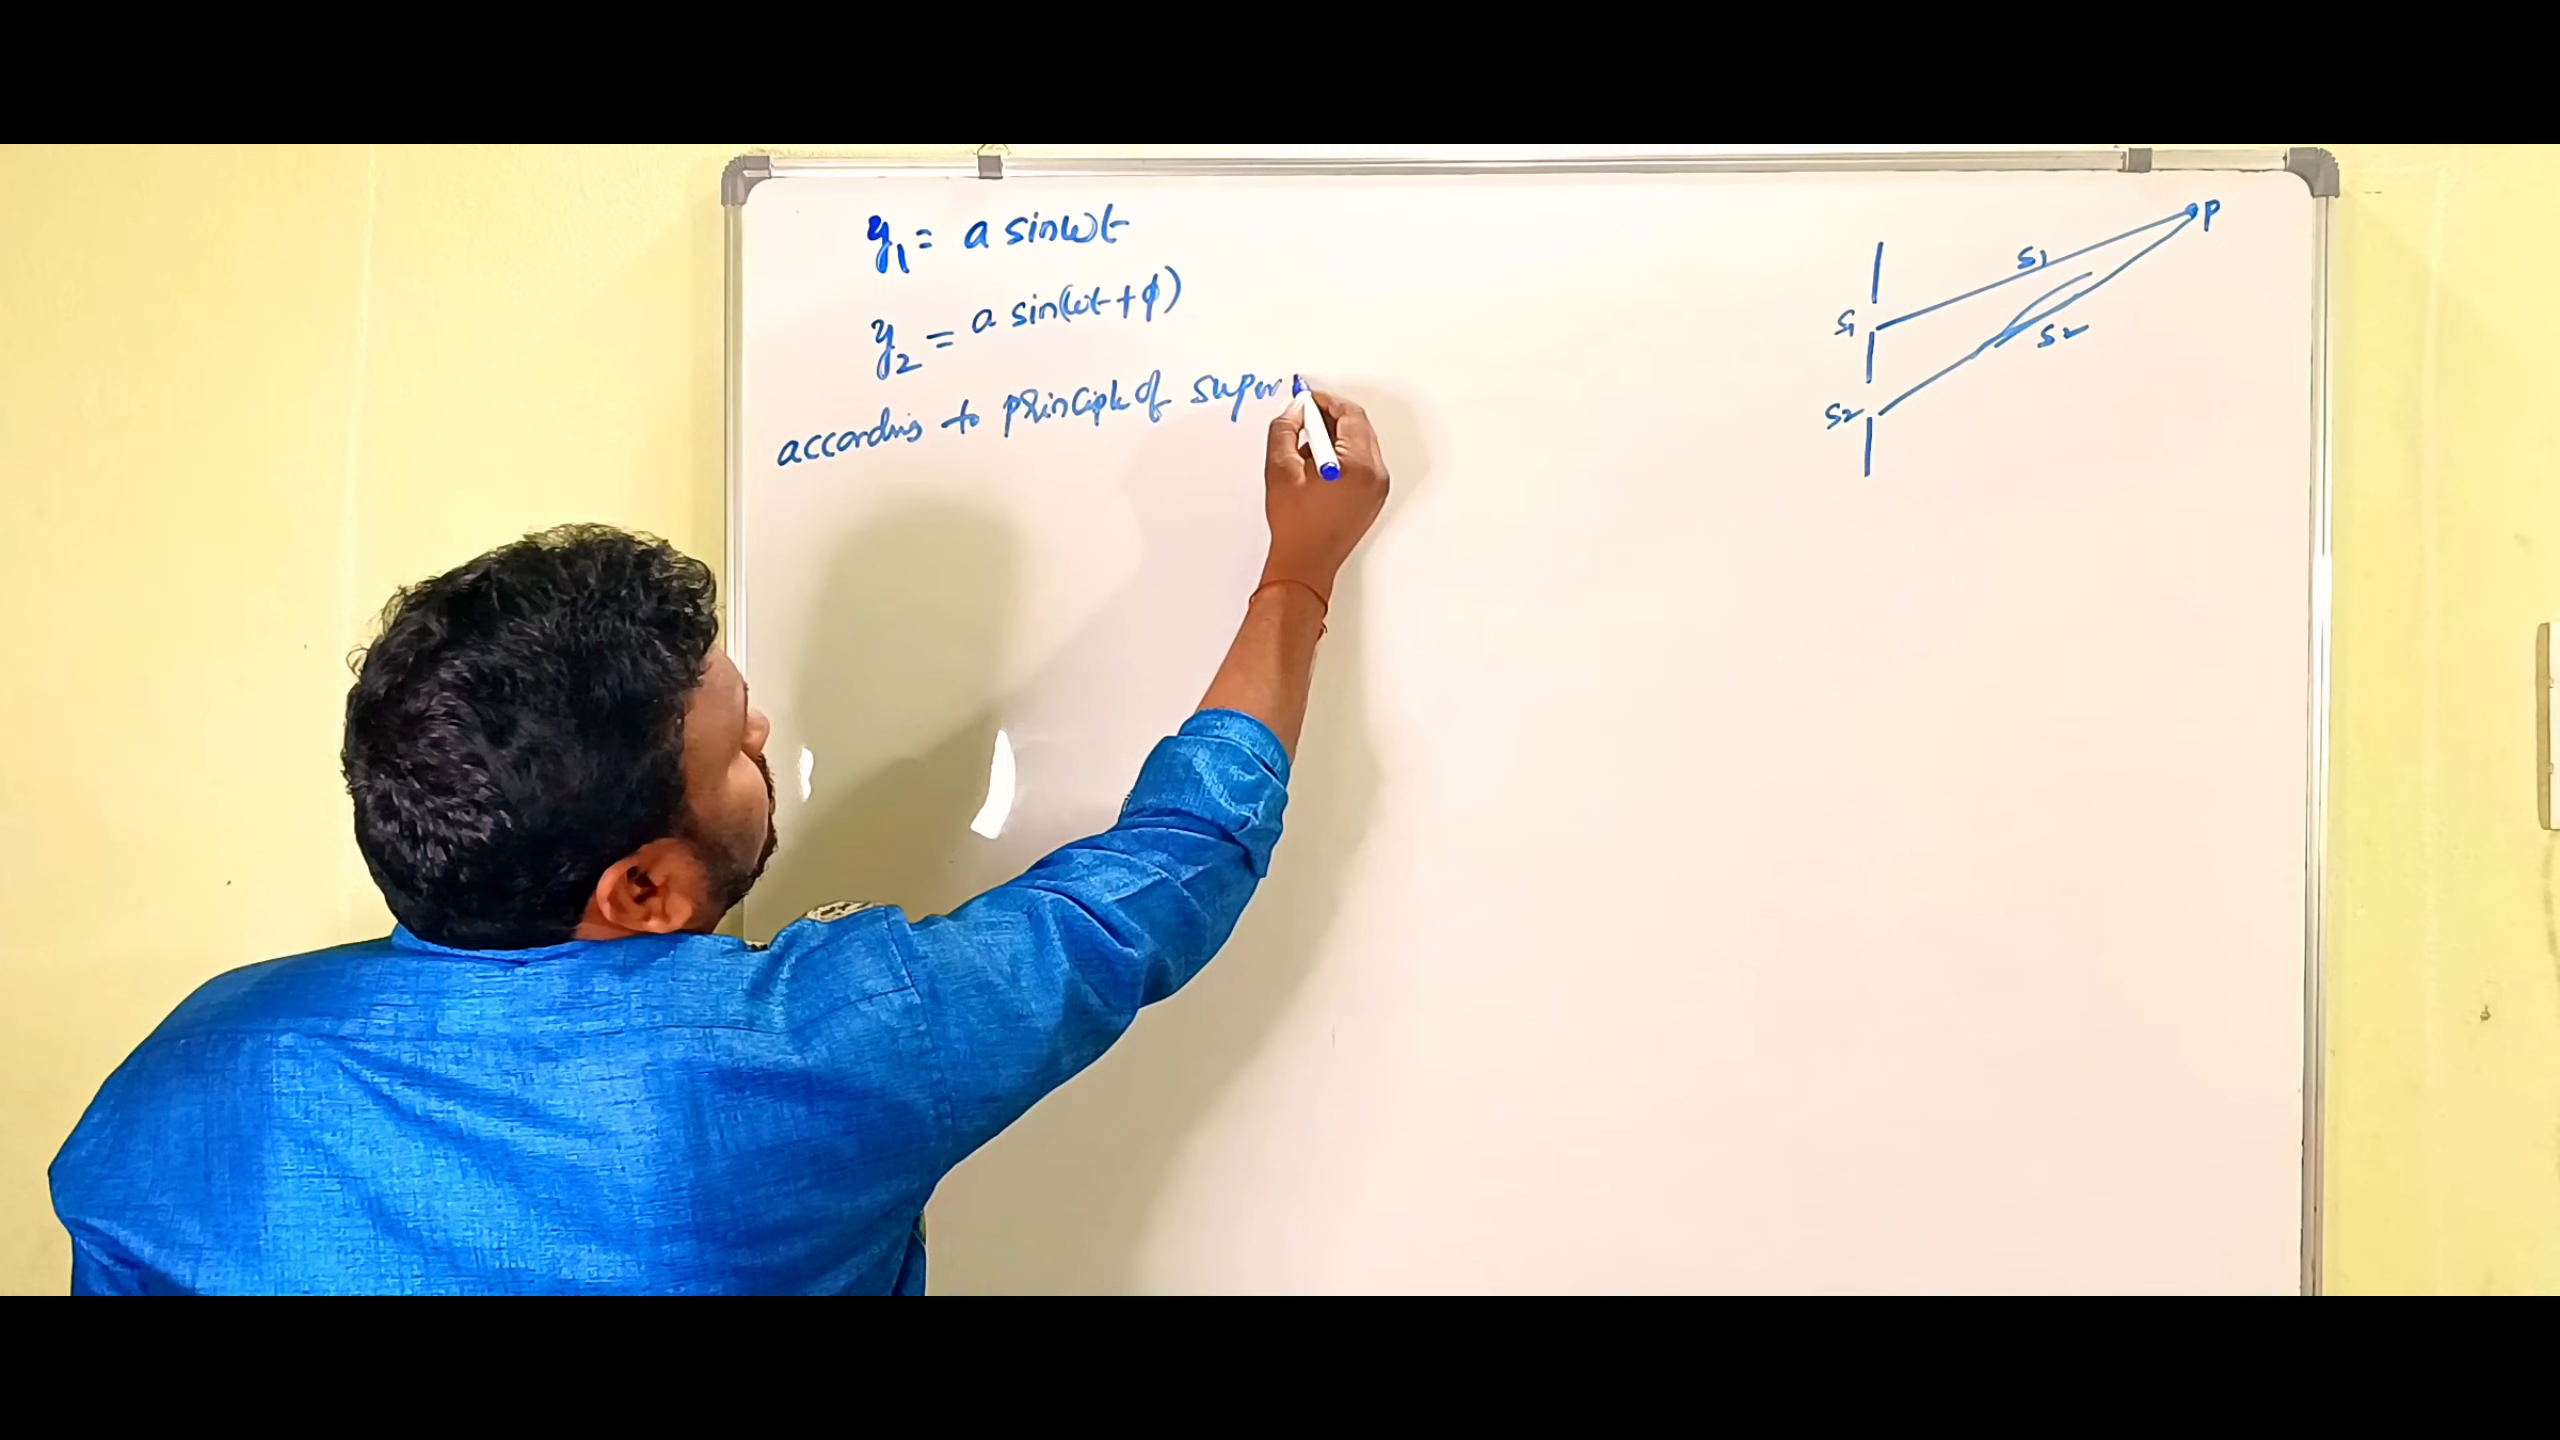 y₁ = a sinωt
y₂ = a sin(ωt + φ)
according to principle of super
P
S₁
S₁
S₂
S₂